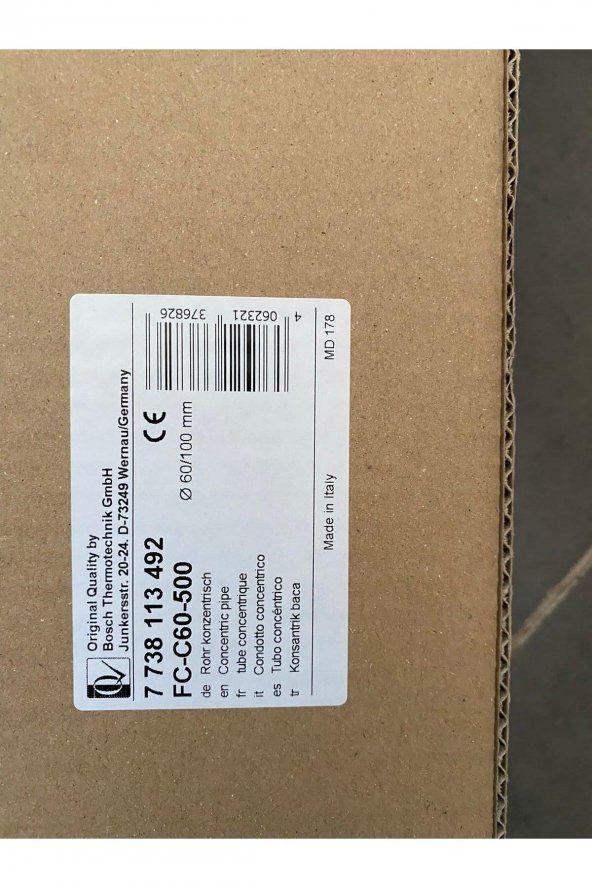 Original Quality by
Bosch Thermotechnik GmbH
Junkersstr. 20-24. D-73249 Wernau/Germany
7 738 113 492
FC-C60-500
CE
Ø 60/100 mm
de Rohr konzentrisch
en Concentric pipe
fr tube concentrique
it Condotto concentrico
es Tubo concéntrico
tr Konsantrik baca
4 062321 376826
Made in Italy
MD 178